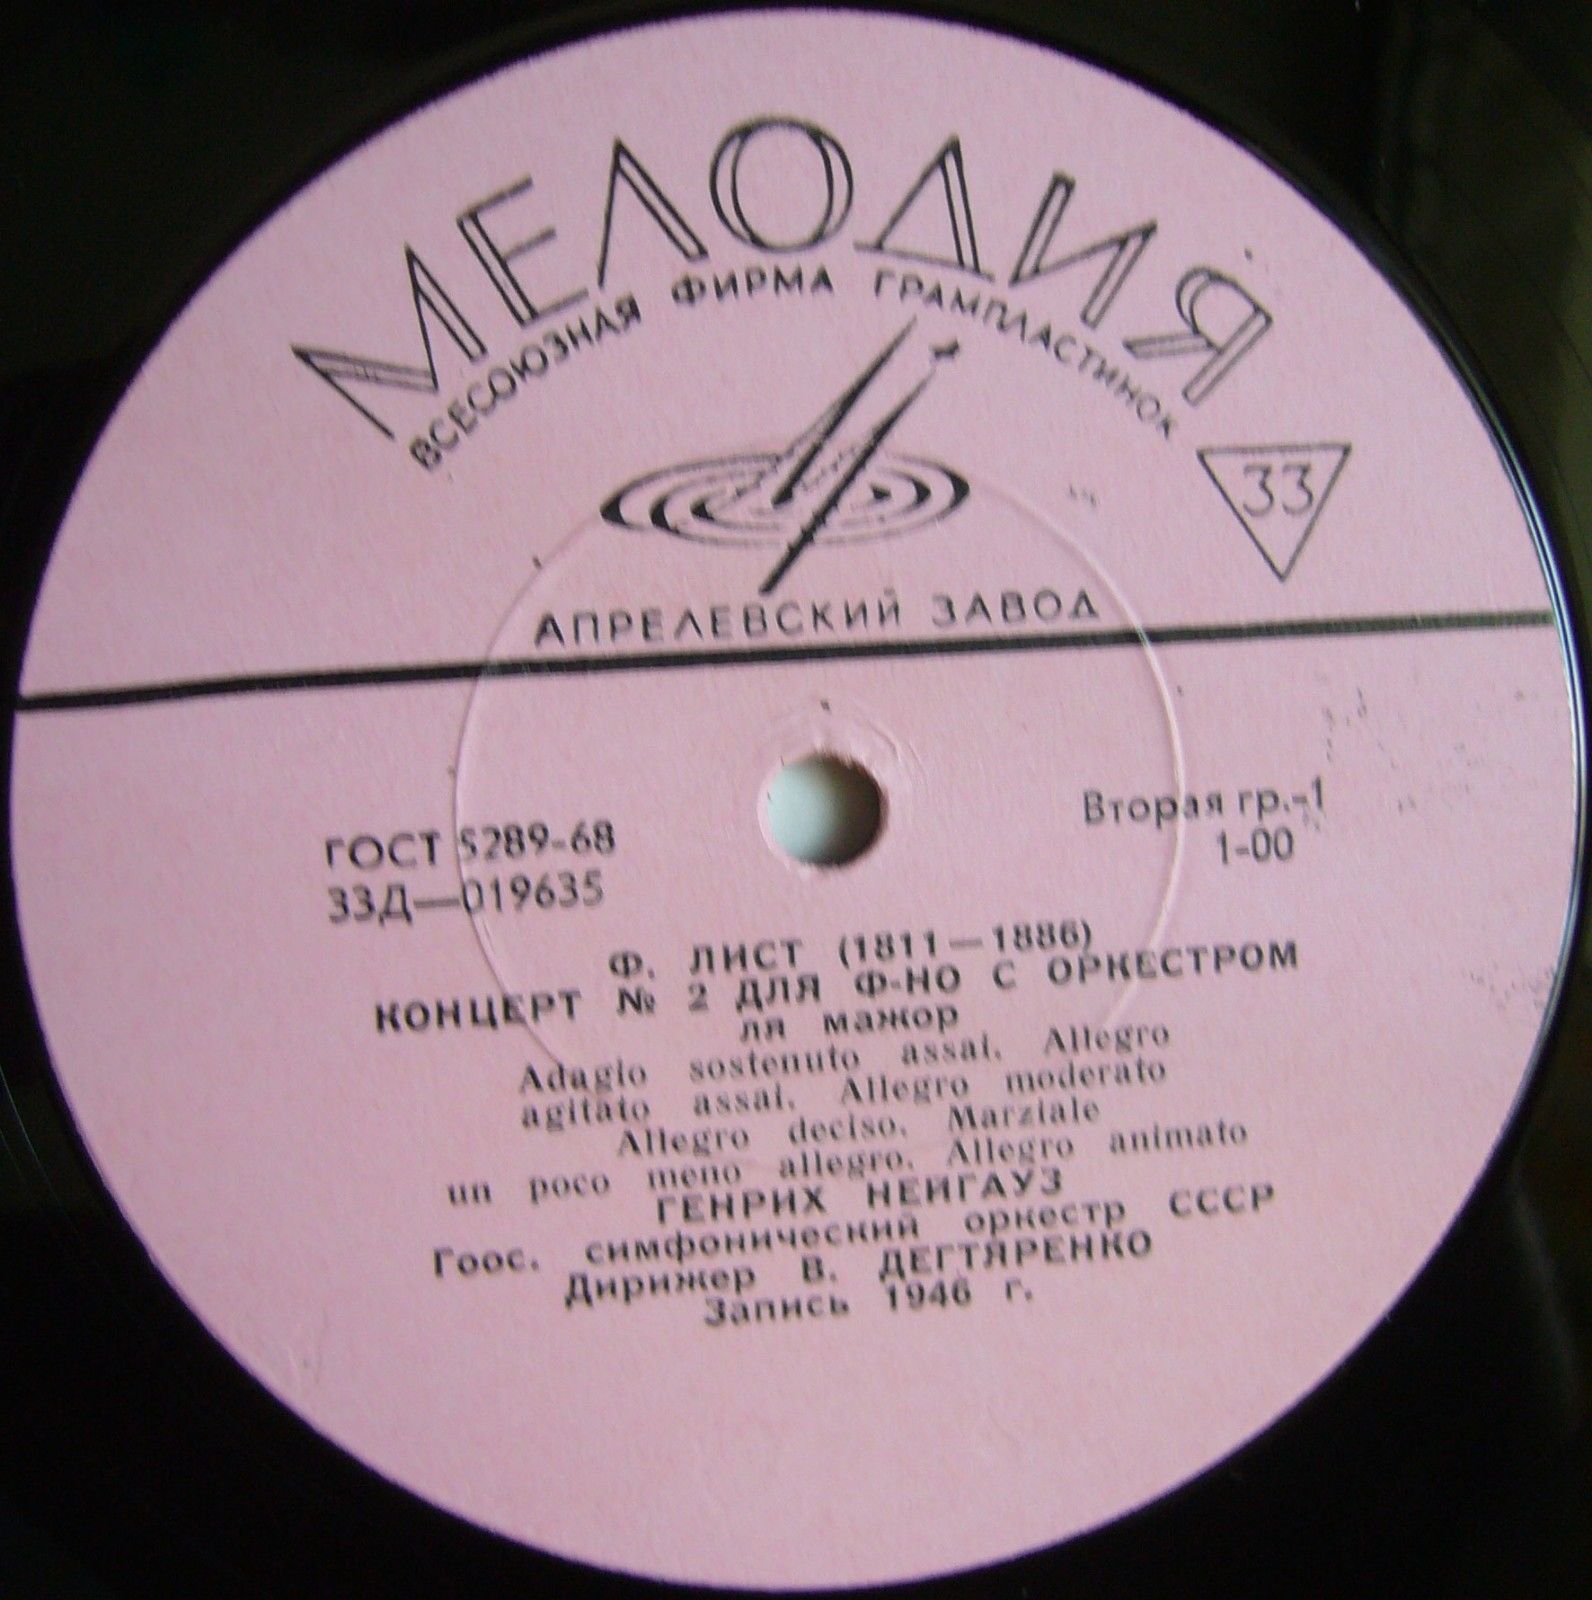 МЕЛОДИЯ
ВСЕСОЮЗНАЯ ФИРМА ГРАМПЛАСТИНОК
33
АПРЕЛЕВСКИЙ ЗАВОД
ГОСТ 5289-68
33Д—019635
Вторая гр.-1
1-00
Ф. ЛИСТ (1811—1886)
КОНЦЕРТ № 2 ДЛЯ Ф-НО С ОРКЕСТРОМ
ля мажор
Adagio sostenuto assai. Allegro
agitato assai. Allegro moderato
Allegro deciso. Marziale
un poco meno allegro. Allegro animato
ГЕНРИХ НЕЙГАУЗ
Гоос. симфонический оркестр СССР
Дирижер В. ДЕГТЯРЕНКО
Запись 1946 г.